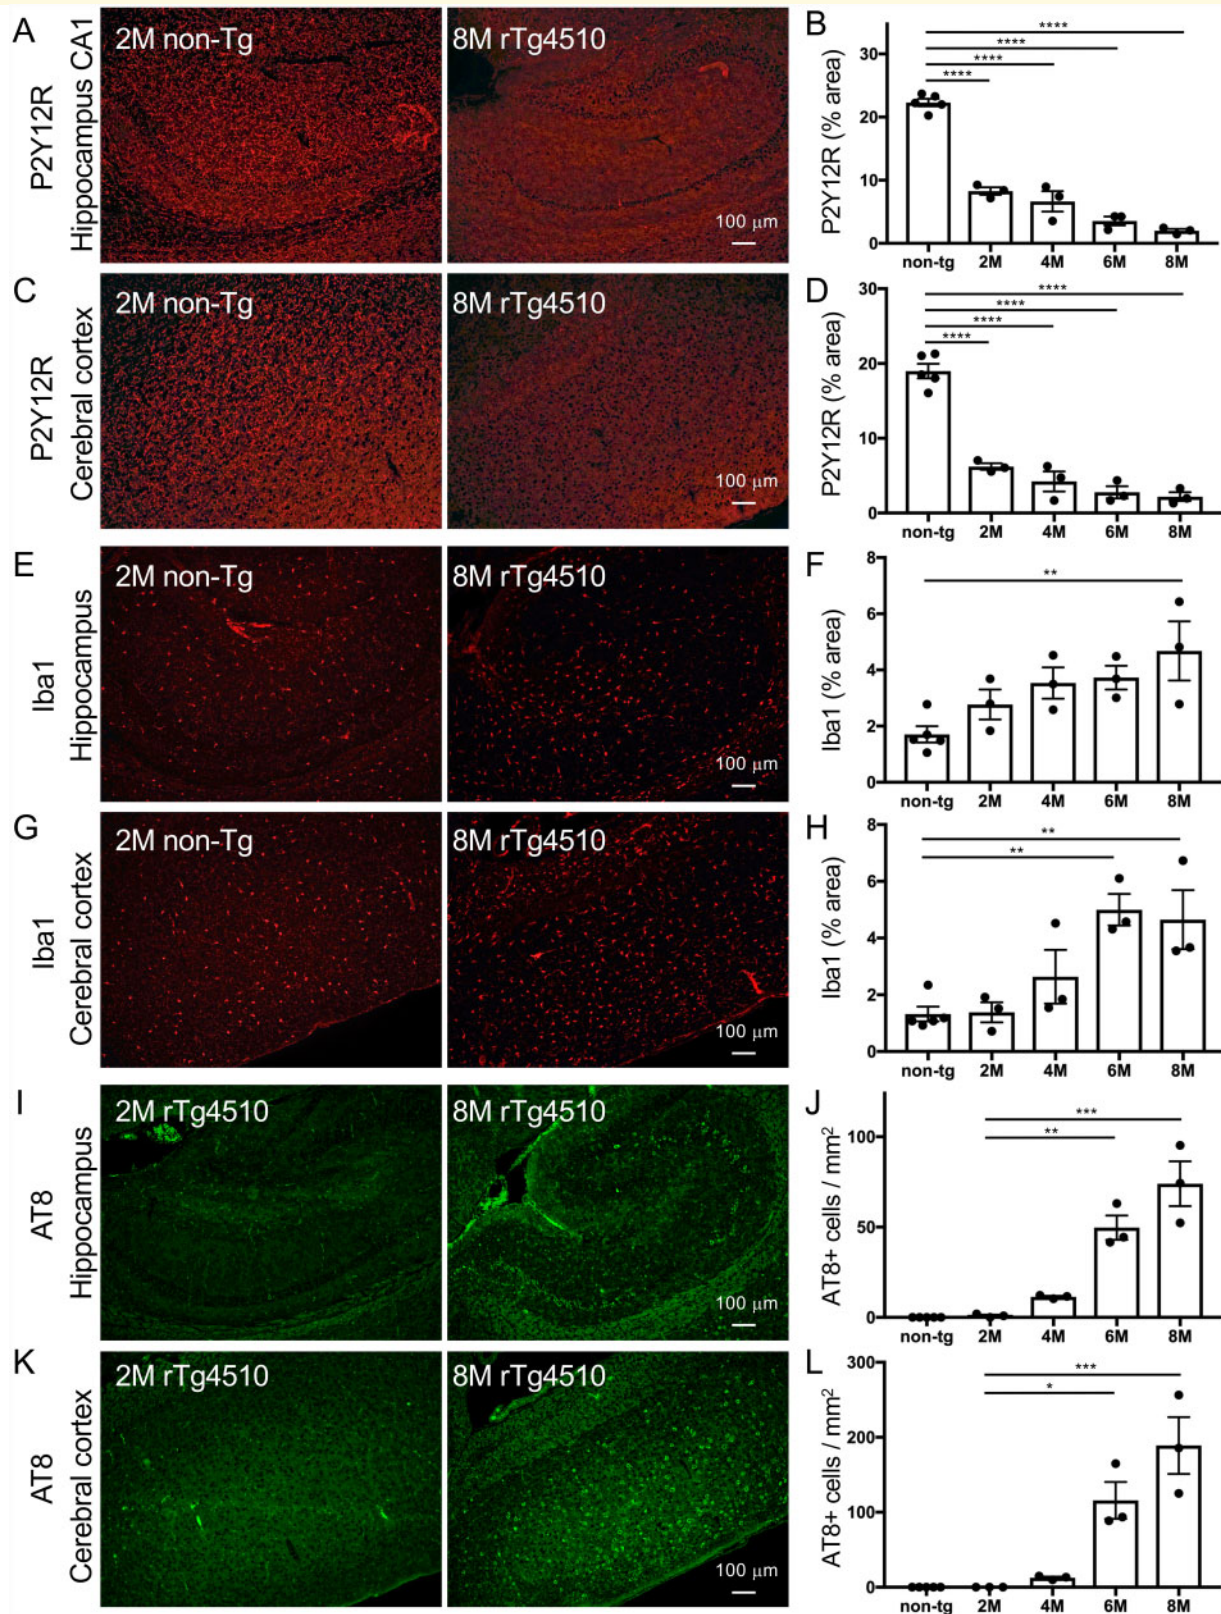 A
P2Y12R
Hippocampus CA1
2M non-Tg
8M rTg4510
100 μm
B
P2Y12R (% area)
30
20
10
0
****
****
****
****
non-tg 2M 4M 6M 8M
C
P2Y12R
Cerebral cortex
2M non-Tg
8M rTg4510
100 μm
D
P2Y12R (% area)
30
20
10
0
****
****
****
****
non-tg 2M 4M 6M 8M
E
Iba1
Hippocampus
2M non-Tg
8M rTg4510
100 μm
F
Iba1 (% area)
8
6
4
2
0
**
non-tg 2M 4M 6M 8M
G
Iba1
Cerebral cortex
2M non-Tg
8M rTg4510
100 μm
H
Iba1 (% area)
8
6
4
2
0
**
**
non-tg 2M 4M 6M 8M
I
AT8
Hippocampus
2M rTg4510
8M rTg4510
100 μm
J
AT8+ cells / mm²
100
50
0
***
**
non-tg 2M 4M 6M 8M
K
AT8
Cerebral cortex
2M rTg4510
8M rTg4510
100 μm
L
AT8+ cells / mm²
300
200
100
0
***
*
non-tg 2M 4M 6M 8M